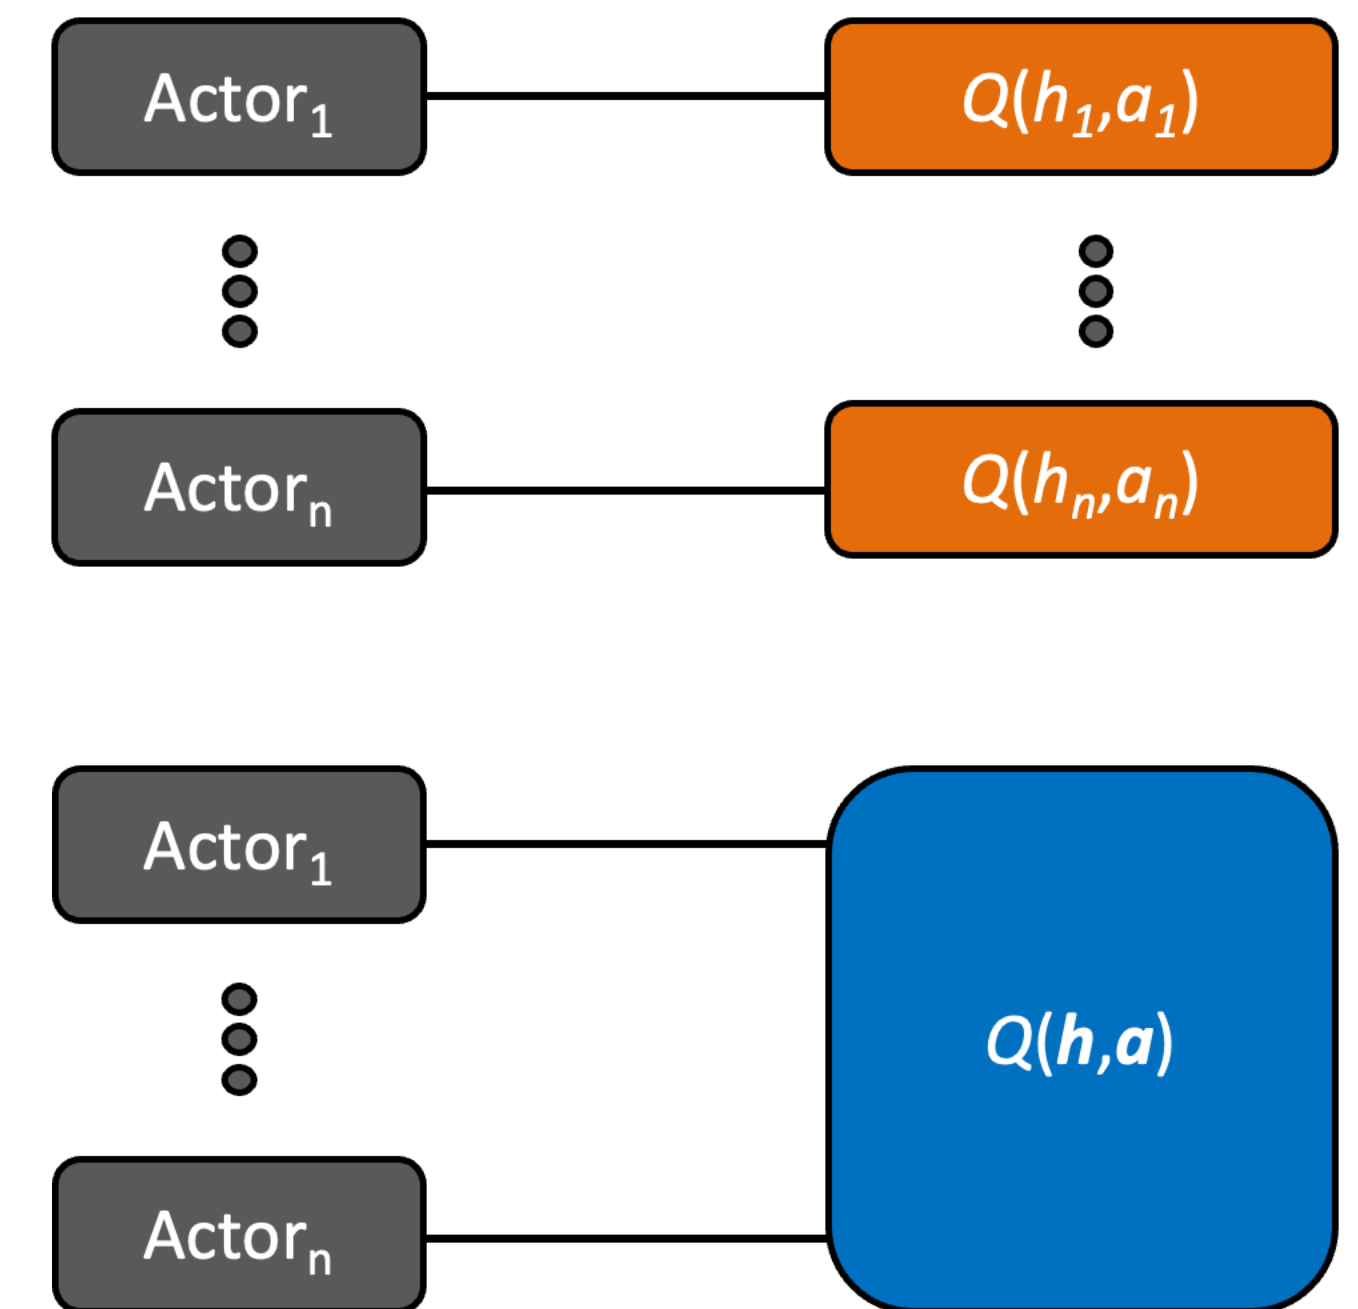 Actor₁
Q(h₁,a₁)
Actorₙ
Q(hₙ,aₙ)
Actor₁
Q(h,a)
Actorₙ